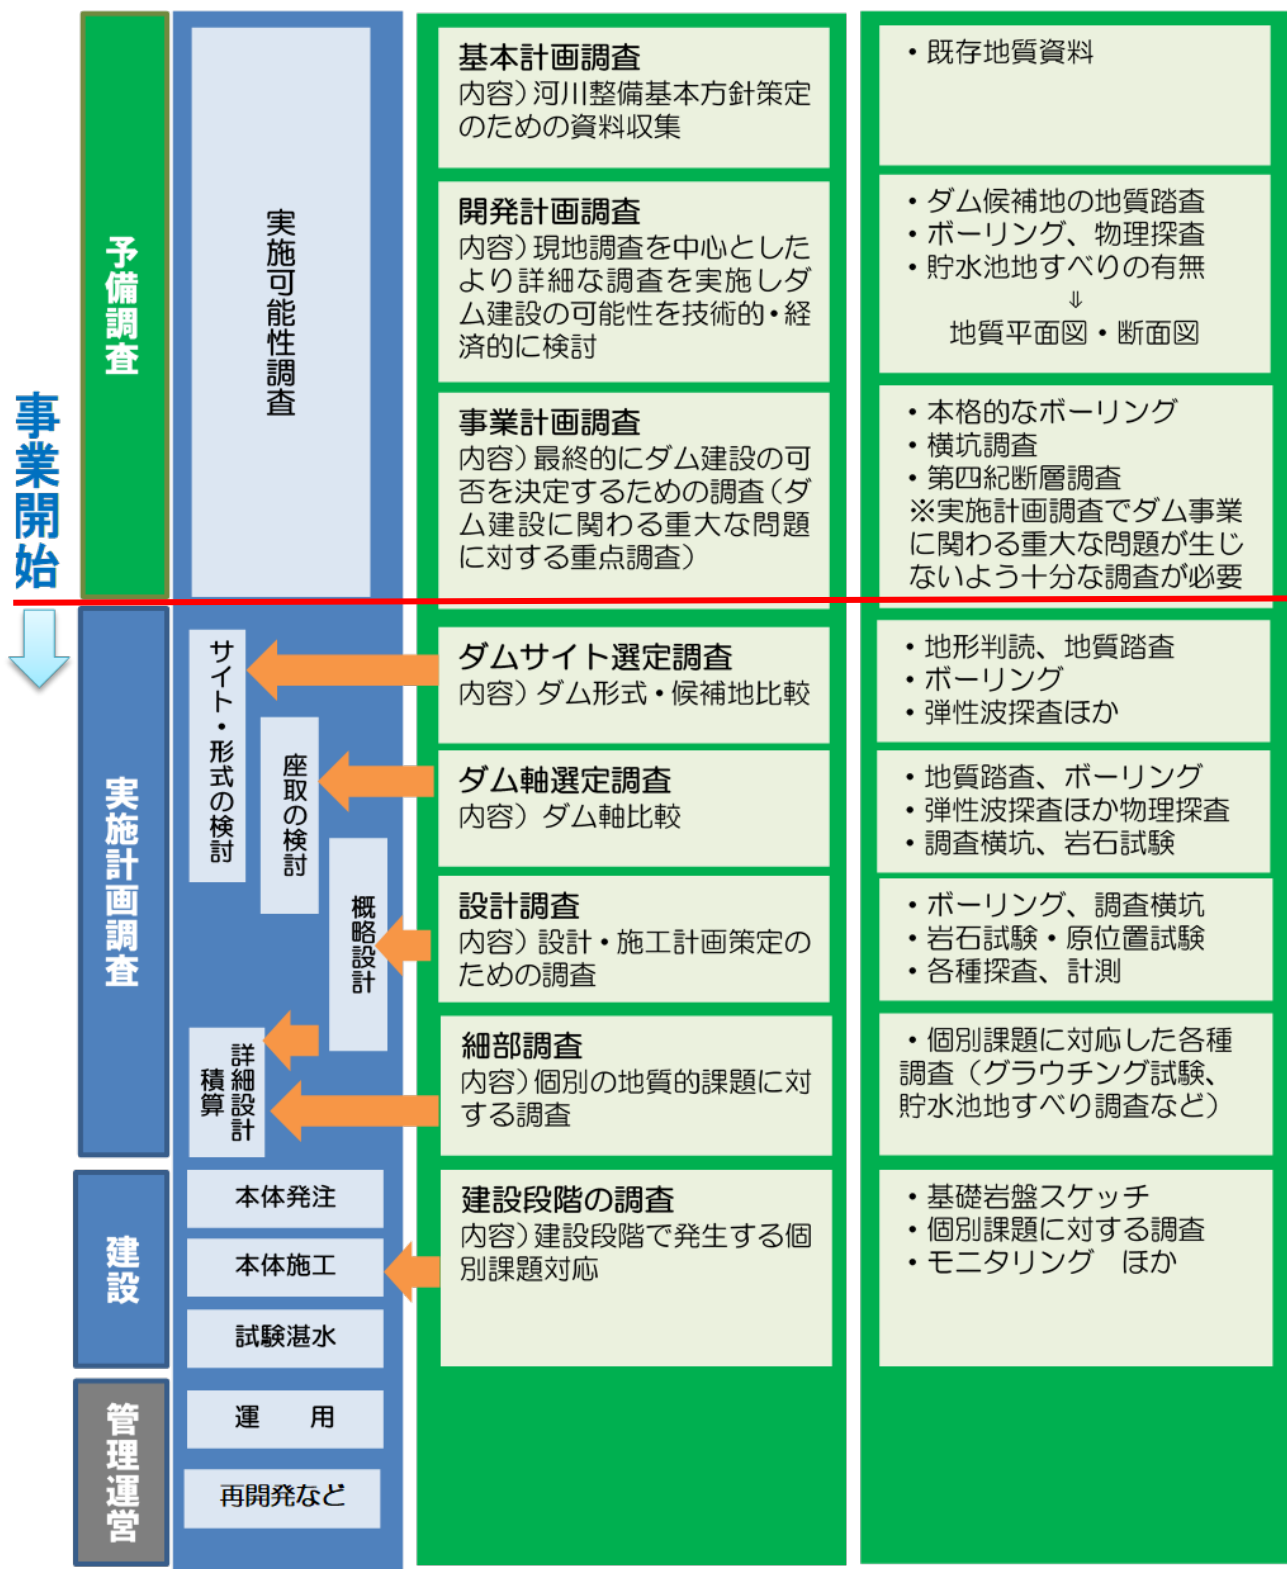 事業開始
予備調査
実施可能性調査
基本計画調査
内容）河川整備基本方針策定
のための資料収集
・既存地質資料
開発計画調査
内容）現地調査を中心とした
より詳細な調査を実施しダ
ム建設の可能性を技術的・経
済的に検討
・ダム候補地の地質踏査
・ボーリング、物理探査
・貯水池地すべりの有無
⇓
地質平面図・断面図
事業計画調査
内容）最終的にダム建設の可
否を決定するための調査（ダ
ム建設に関わる重大な問題
に対する重点調査）
・本格的なボーリング
・横坑調査
・第四紀断層調査
※実施計画調査でダム事業
に関わる重大な問題が生じ
ないよう十分な調査が必要
実施計画調査
サイト・形式の検討
座取の検討
概略設計
詳細設計
積算
ダムサイト選定調査
内容）ダム形式・候補地比較
・地形判読、地質踏査
・ボーリング
・弾性波探査ほか
ダム軸選定調査
内容） ダム軸比較
・地質踏査、ボーリング
・弾性波探査ほか物理探査
・調査横坑、岩石試験
設計調査
内容）設計・施工計画策定の
ための調査
・ボーリング、調査横坑
・岩石試験・原位置試験
・各種探査、計測
細部調査
内容）個別の地質的課題に対
する調査
・個別課題に対応した各種
調査（グラウチング試験、
貯水池地すべり調査など）
建設
本体発注
本体施工
試験湛水
建設段階の調査
内容）建設段階で発生する個
別課題対応
・基礎岩盤スケッチ
・個別課題に対する調査
・モニタリング　ほか
管理運営
運　用
再開発など